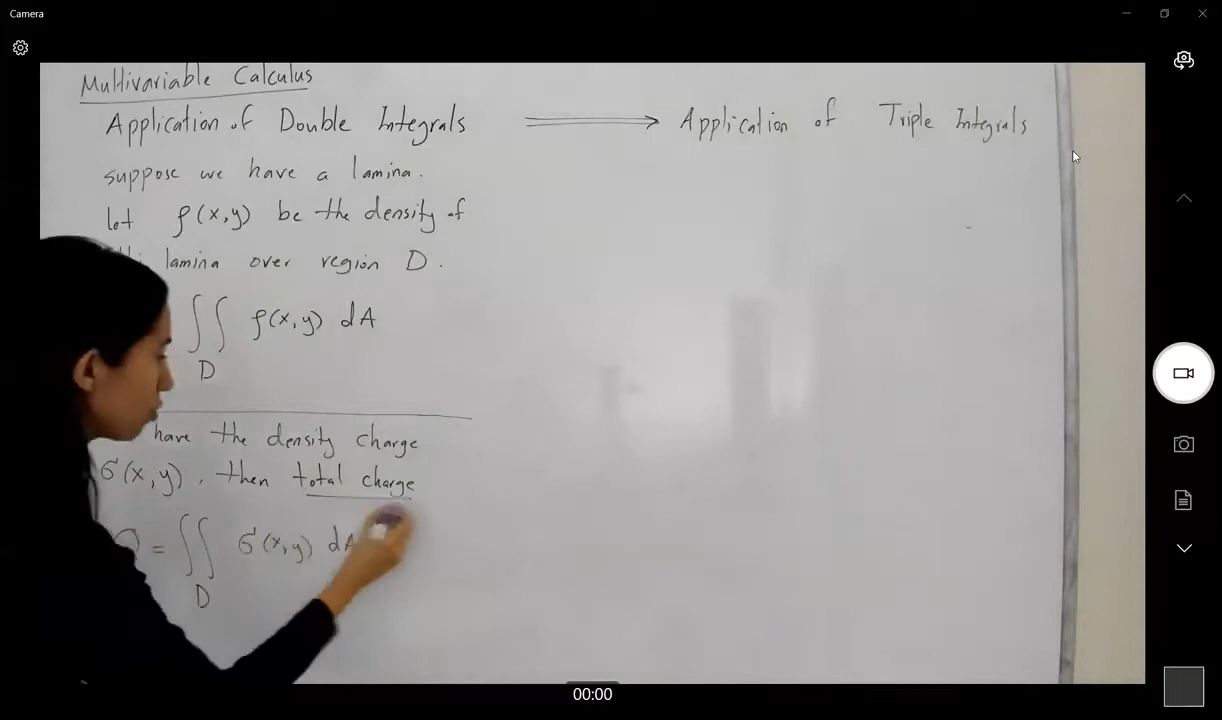 Camera
Multivariable Calculus
Application of Double Integrals ⟹ Application of Triple Integrals
suppose we have a lamina.
let ρ(x,y) be the density of
lamina over region D.
∬ ρ(x,y) dA
D
have the density charge
σ(x,y), then total charge
Q = ∬ σ(x,y) dA
D
00:00